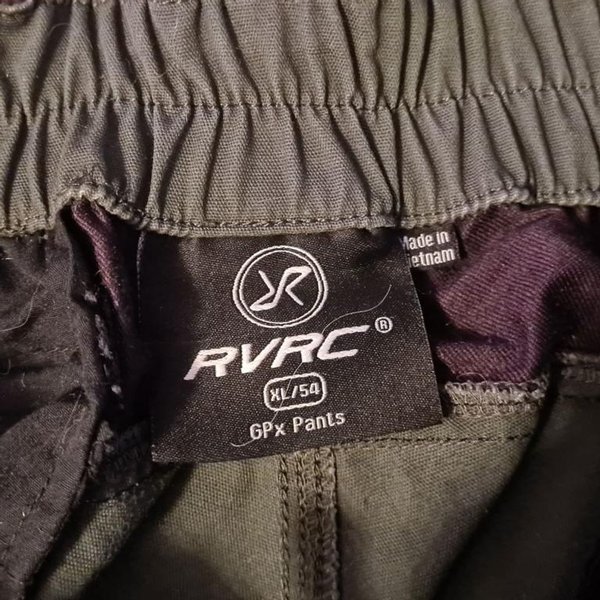 RVRC®
XL/54
GPx Pants
Made in